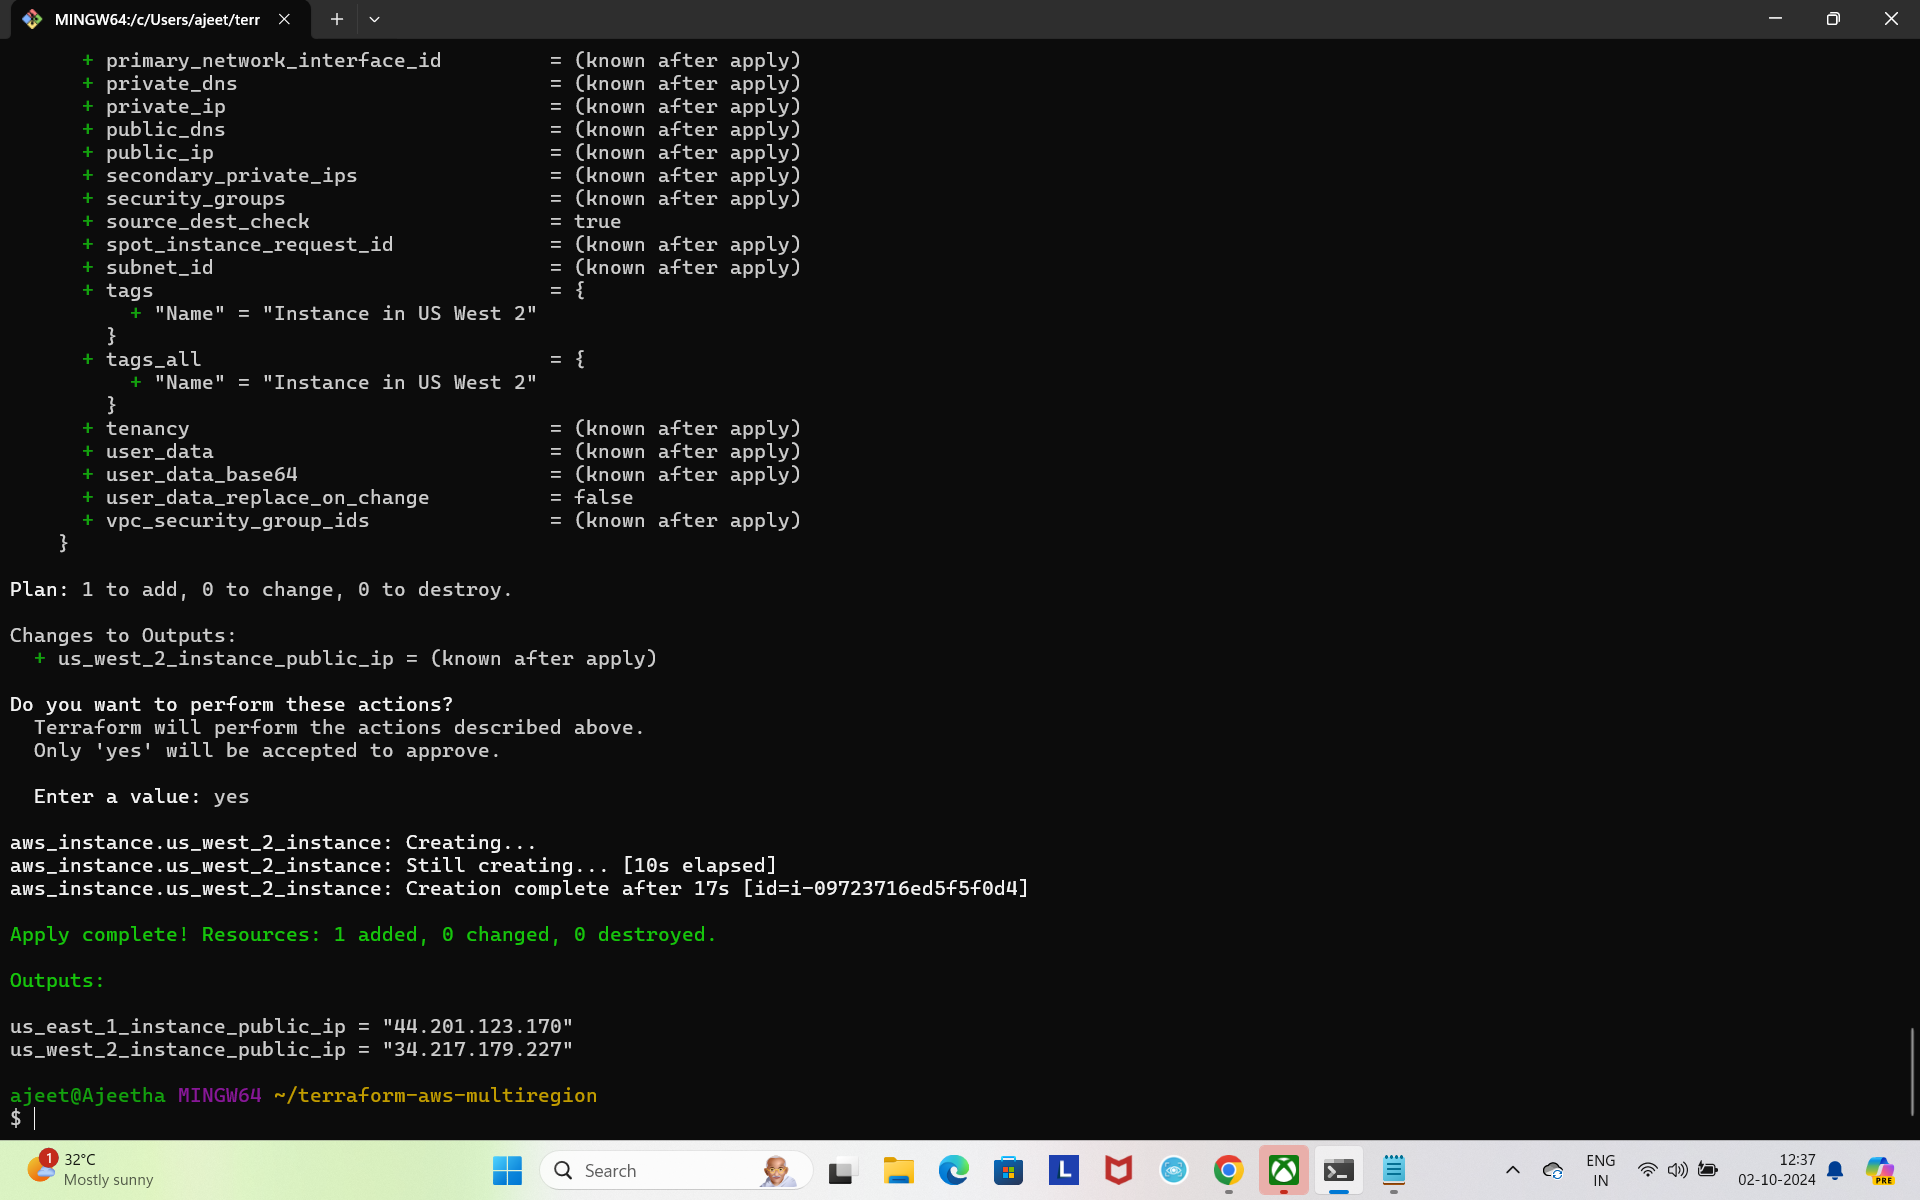 MINGW64:/c/Users/ajeet/terr
+ primary_network_interface_id         = (known after apply)
+ private_dns                          = (known after apply)
+ private_ip                           = (known after apply)
+ public_dns                           = (known after apply)
+ public_ip                            = (known after apply)
+ secondary_private_ips                = (known after apply)
+ security_groups                      = (known after apply)
+ source_dest_check                    = true
+ spot_instance_request_id             = (known after apply)
+ subnet_id                            = (known after apply)
+ tags                                 = {
+ "Name" = "Instance in US West 2"
}
+ tags_all                             = {
+ "Name" = "Instance in US West 2"
}
+ tenancy                              = (known after apply)
+ user_data                            = (known after apply)
+ user_data_base64                     = (known after apply)
+ user_data_replace_on_change          = false
+ vpc_security_group_ids               = (known after apply)
}
Plan: 1 to add, 0 to change, 0 to destroy.
Changes to Outputs:
+ us_west_2_instance_public_ip = (known after apply)
Do you want to perform these actions?
Terraform will perform the actions described above.
Only 'yes' will be accepted to approve.
Enter a value: yes
aws_instance.us_west_2_instance: Creating...
aws_instance.us_west_2_instance: Still creating... [10s elapsed]
aws_instance.us_west_2_instance: Creation complete after 17s [id=i-09723716ed5f5f0d4]
Apply complete! Resources: 1 added, 0 changed, 0 destroyed.
Outputs:
us_east_1_instance_public_ip = "44.201.123.170"
us_west_2_instance_public_ip = "34.217.179.227"
ajeet@Ajeetha MINGW64 ~/terraform-aws-multiregion
$
1
32°C
Mostly sunny
Search
L
ENG
IN
12:37
02-10-2024
PRE